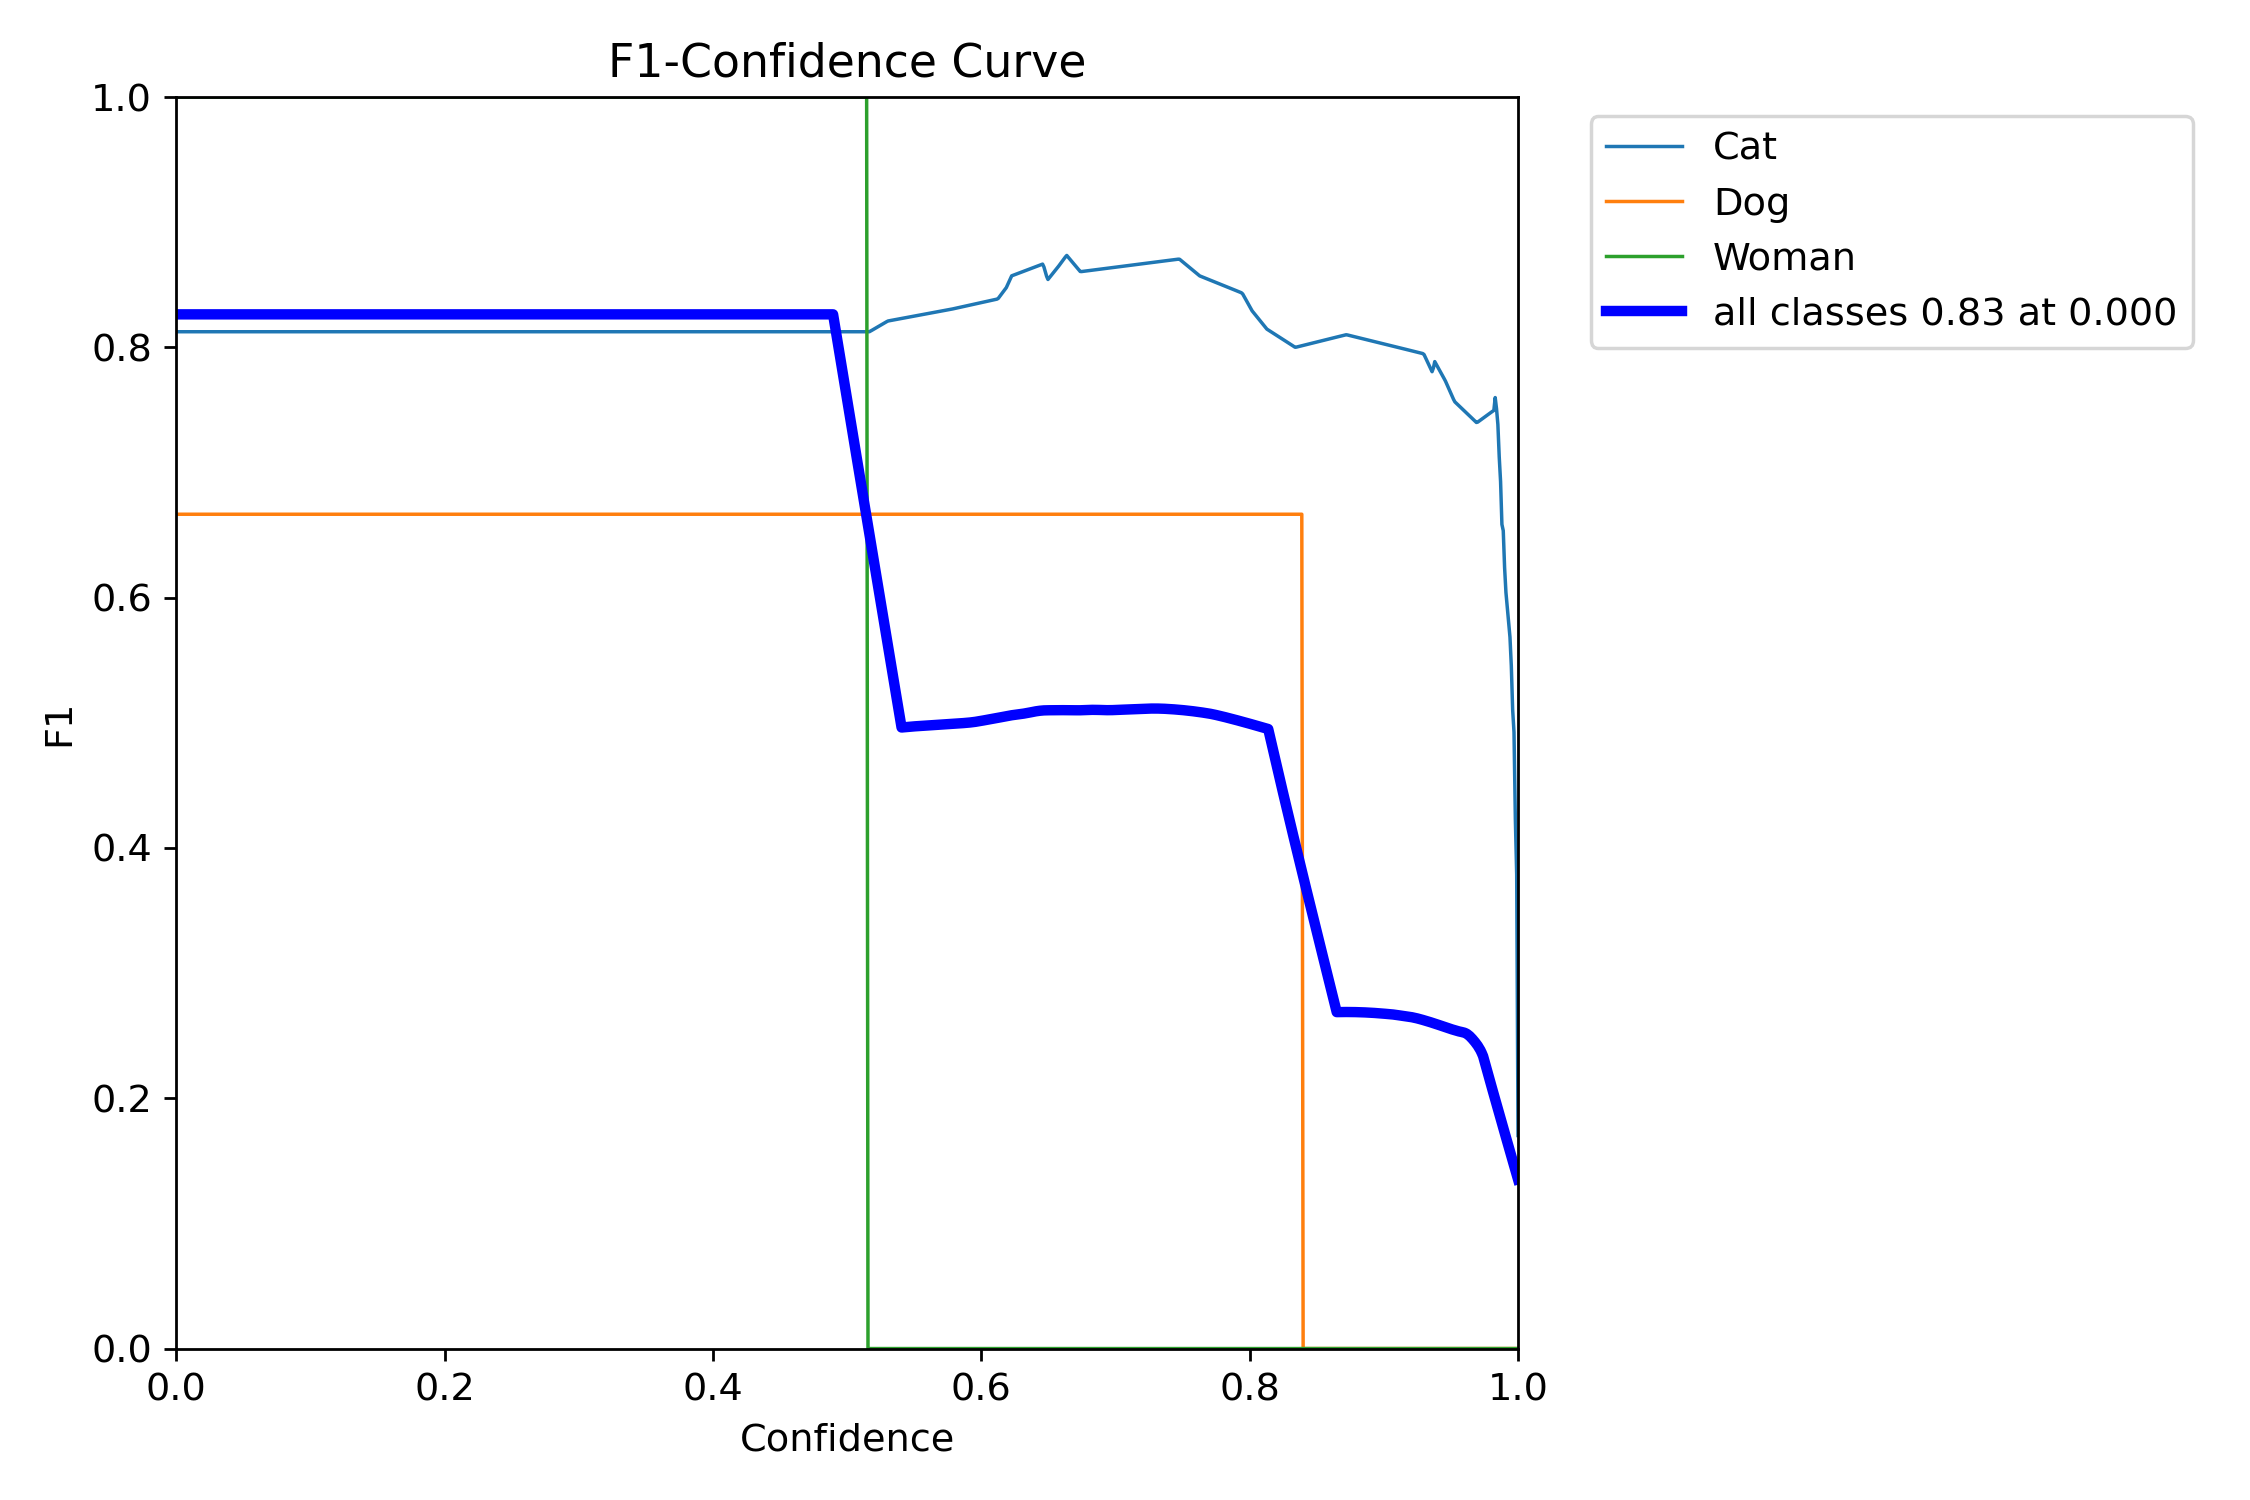 F1-Confidence Curve
1.0
0.8
0.6
0.4
0.2
0.0
F1
0.0 0.2 0.4 0.6 0.8 1.0
Confidence
Cat
Dog
Woman
all classes 0.83 at 0.000